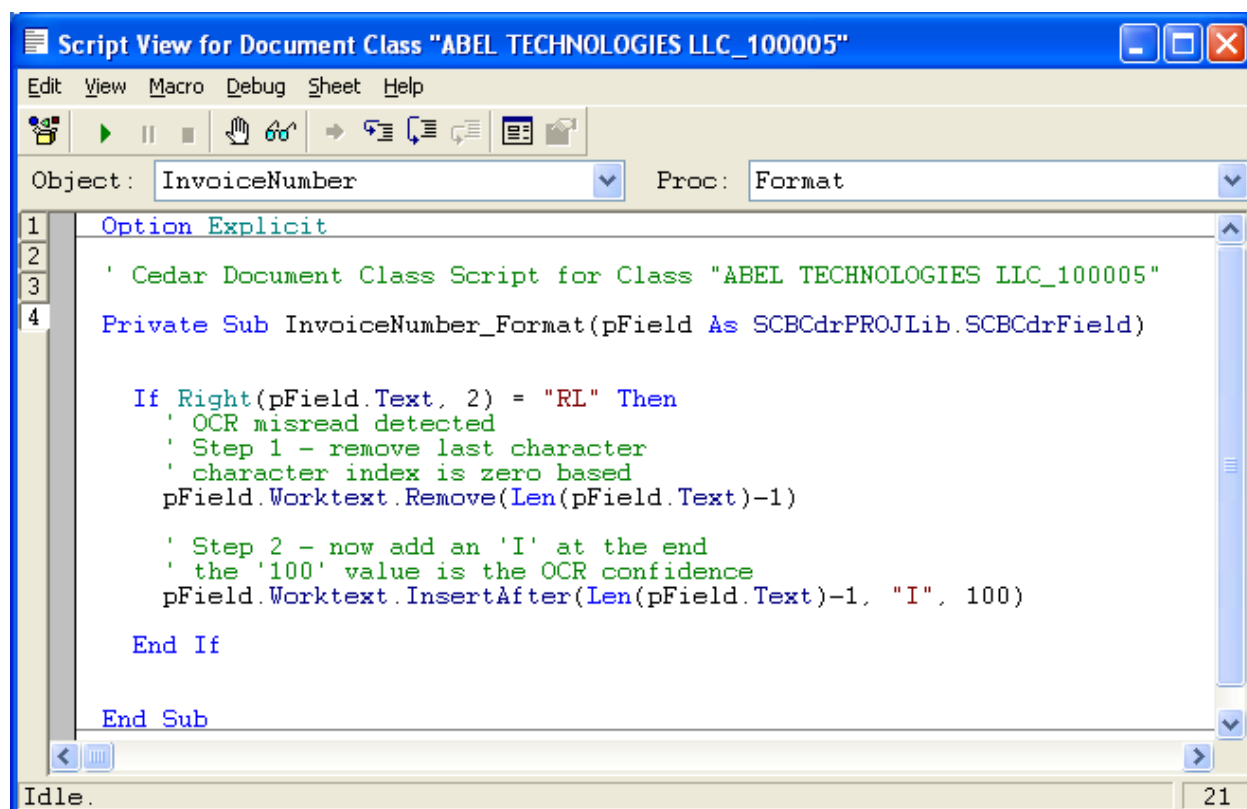 Script View for Document Class "ABEL TECHNOLOGIES LLC_100005"
Edit View Macro Debug Sheet Help
Object: InvoiceNumber Proc: Format
1
2
3
4
Option Explicit
' Cedar Document Class Script for Class "ABEL TECHNOLOGIES LLC_100005"
Private Sub InvoiceNumber_Format(pField As SCBCdrPROJLib.SCBCdrField)
If Right(pField.Text, 2) = "RL" Then
' OCR misread detected
' Step 1 – remove last character
' character index is zero based
pField.Worktext.Remove(Len(pField.Text)–1)
' Step 2 – now add an 'I' at the end
' the '100' value is the OCR confidence
pField.Worktext.InsertAfter(Len(pField.Text)–1, "I", 100)
End If
End Sub
Idle. 21